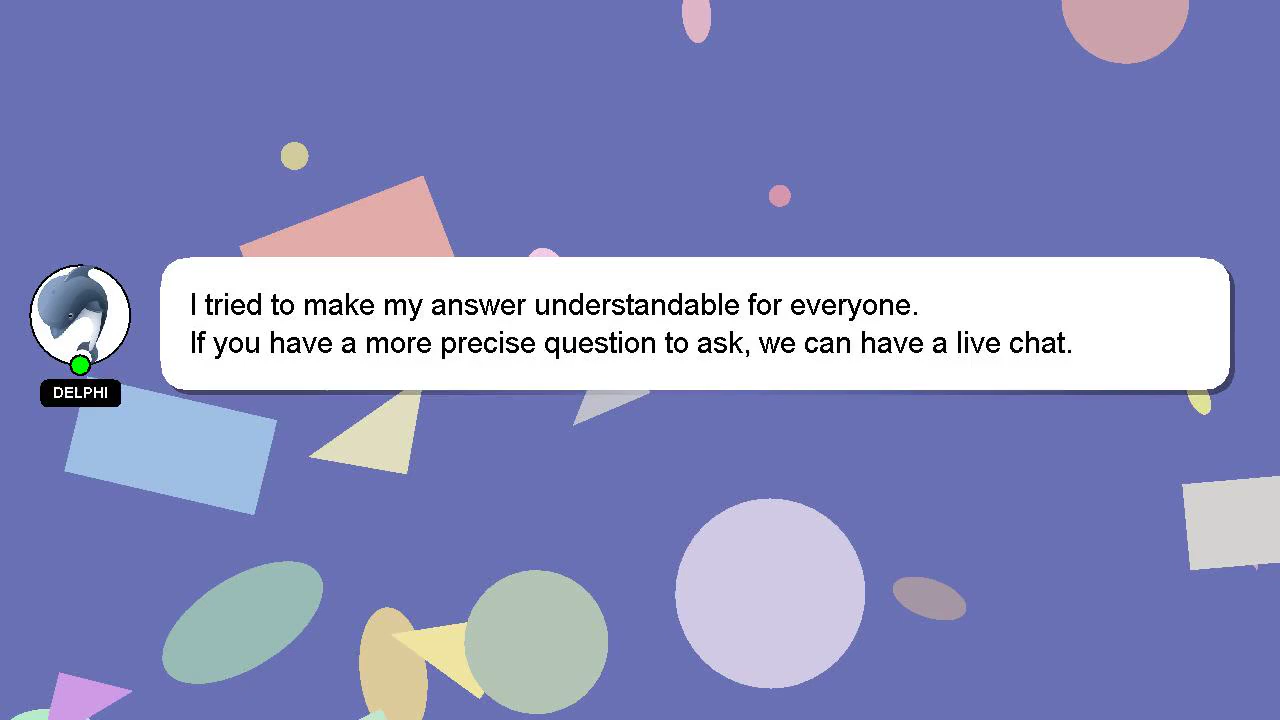 I tried to make my answer understandable for everyone.
If you have a more precise question to ask, we can have a live chat.
DELPHI